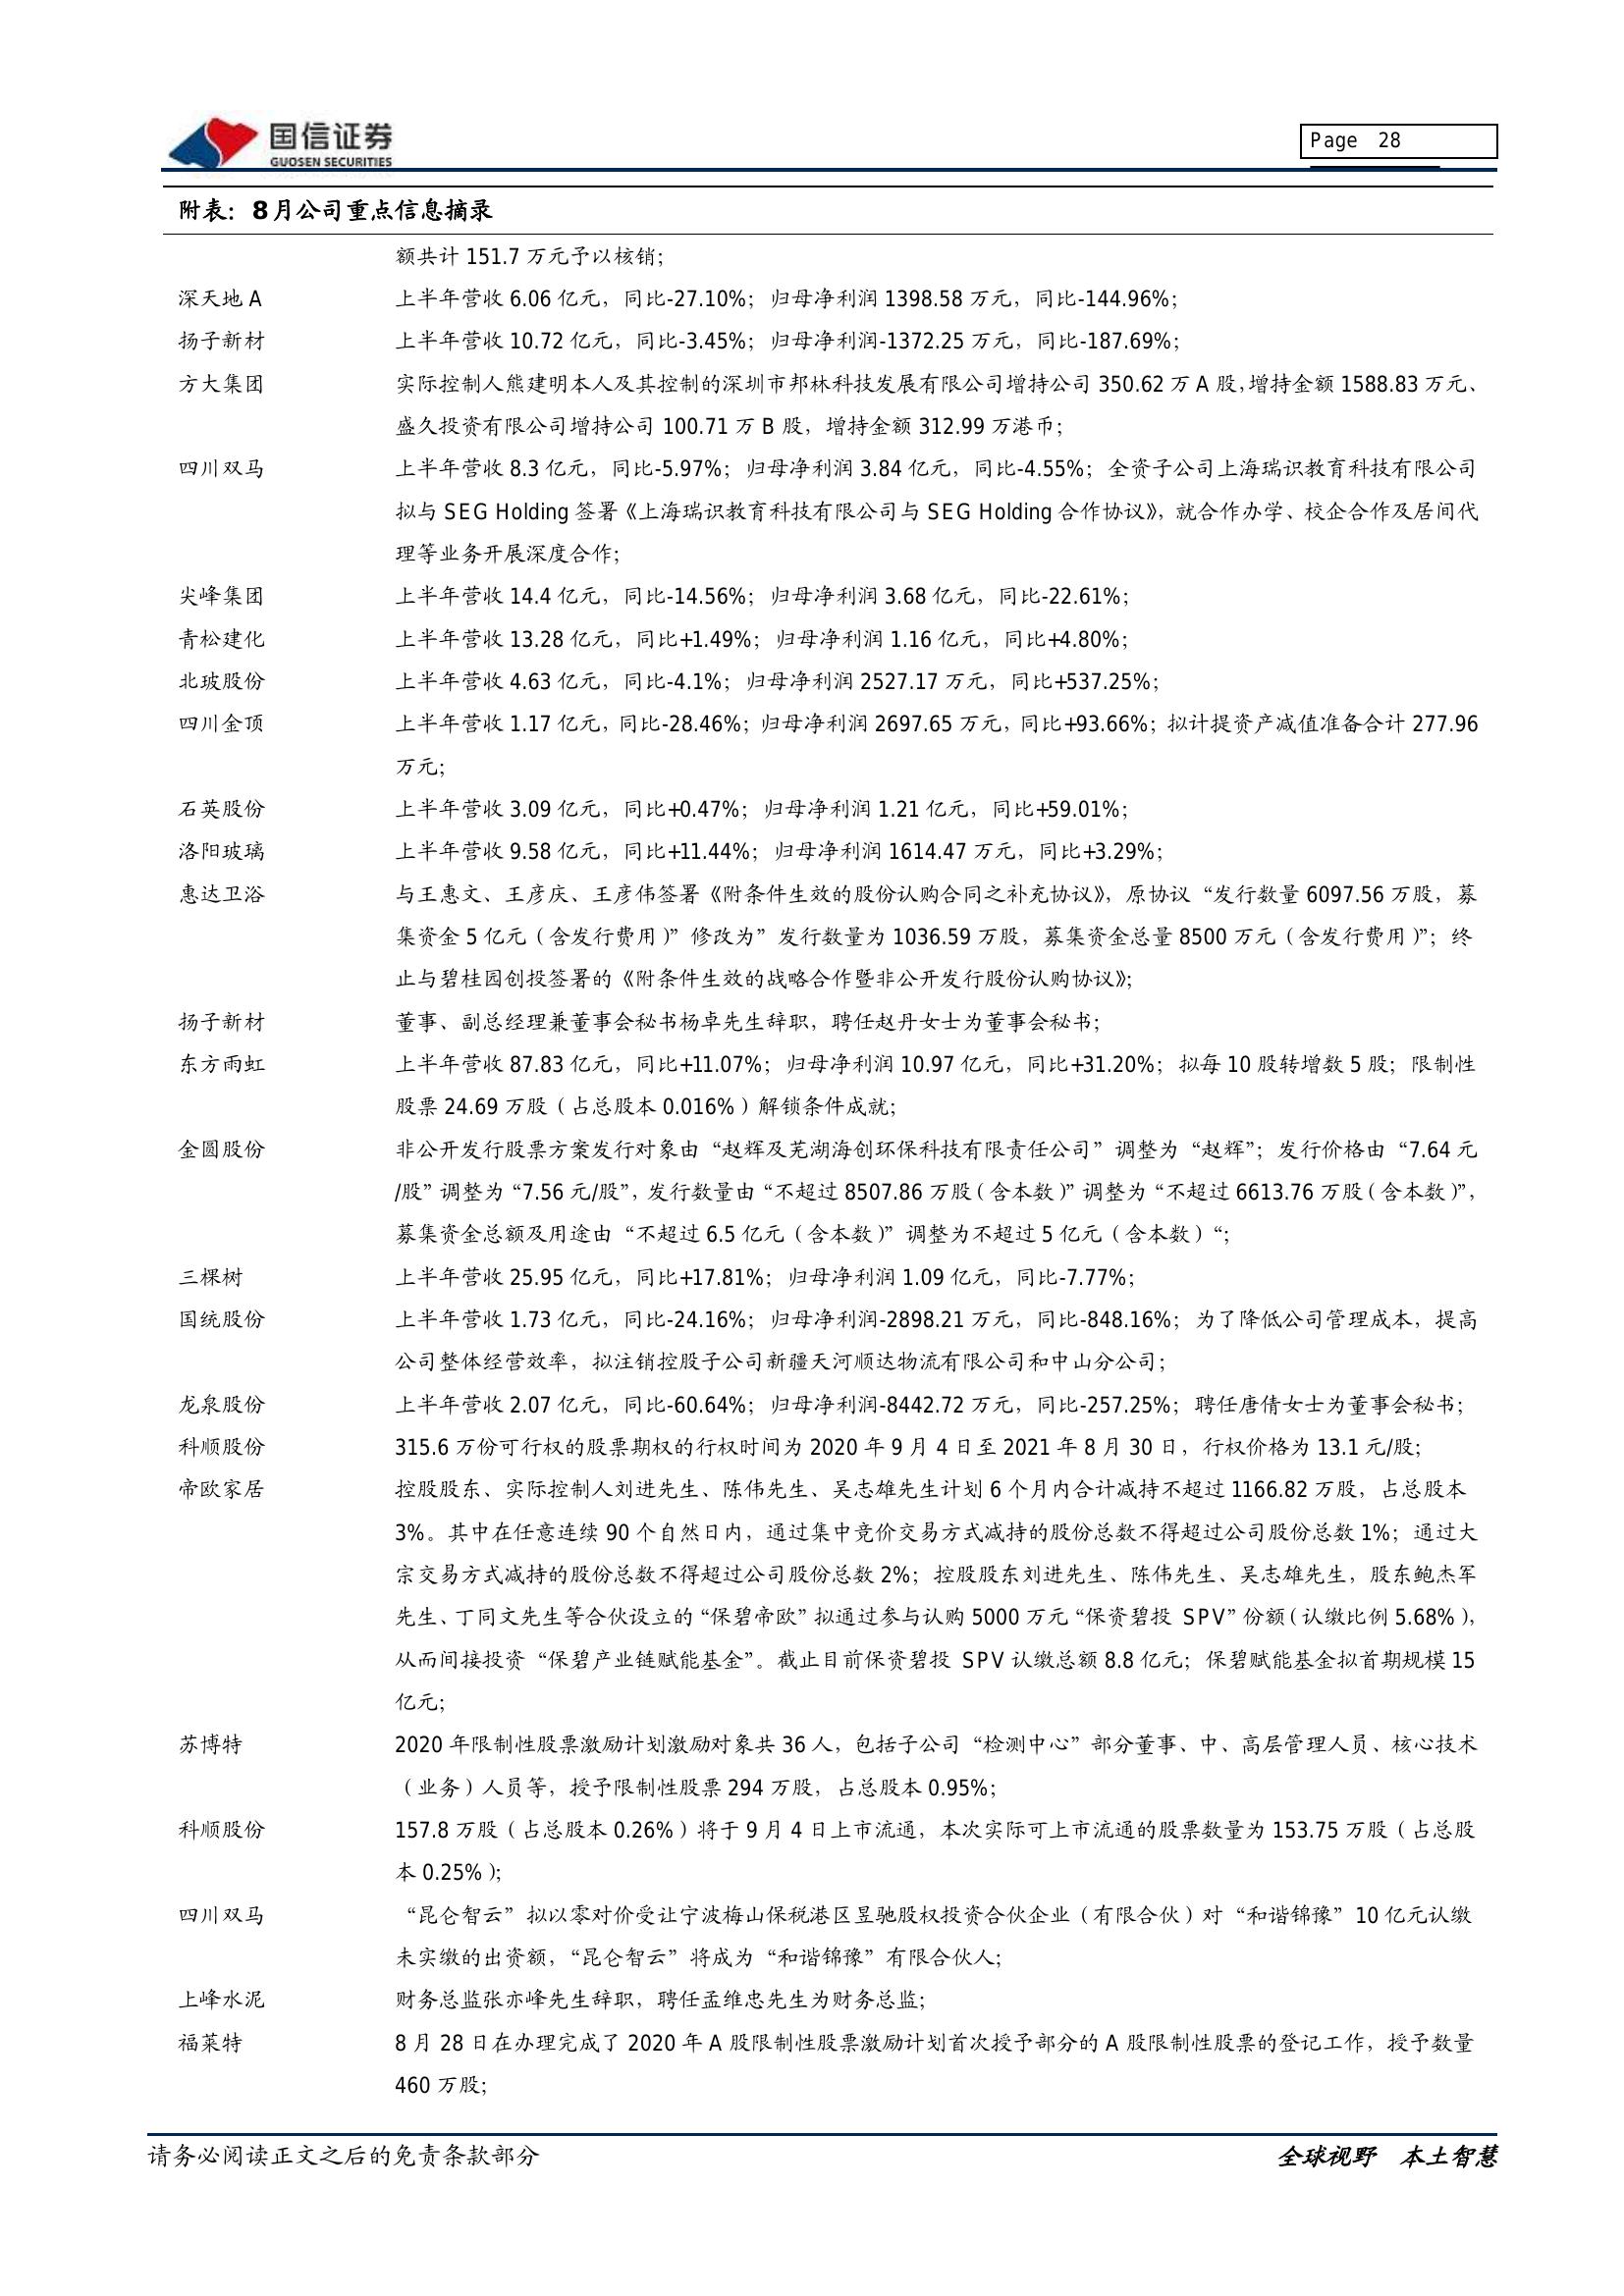 国信证券
GUOSEN SECURITIES
Page 28
附表：8月公司重点信息摘录
额共计 151.7 万元予以核销；
深天地 A 上半年营收 6.06 亿元，同比-27.10%；归母净利润 1398.58 万元，同比-144.96%；
扬子新材 上半年营收 10.72 亿元，同比-3.45%；归母净利润-1372.25 万元，同比-187.69%；
方大集团 实际控制人熊建明本人及其控制的深圳市邦林科技发展有限公司增持公司 350.62 万 A 股，增持金额 1588.83 万元、
盛久投资有限公司增持公司 100.71 万 B 股，增持金额 312.99 万港币；
四川双马 上半年营收 8.3 亿元，同比-5.97%；归母净利润 3.84 亿元，同比-4.55%；全资子公司上海瑞识教育科技有限公司
拟与 SEG Holding 签署《上海瑞识教育科技有限公司与 SEG Holding 合作协议》，就合作办学、校企合作及居间代
理等业务开展深度合作；
尖峰集团 上半年营收 14.4 亿元，同比-14.56%；归母净利润 3.68 亿元，同比-22.61%；
青松建化 上半年营收 13.28 亿元，同比+1.49%；归母净利润 1.16 亿元，同比+4.80%；
北玻股份 上半年营收 4.63 亿元，同比-4.1%；归母净利润 2527.17 万元，同比+537.25%；
四川金顶 上半年营收 1.17 亿元，同比-28.46%；归母净利润 2697.65 万元，同比+93.66%；拟计提资产减值准备合计 277.96
万元；
石英股份 上半年营收 3.09 亿元，同比+0.47%；归母净利润 1.21 亿元，同比+59.01%；
洛阳玻璃 上半年营收 9.58 亿元，同比+11.44%；归母净利润 1614.47 万元，同比+3.29%；
惠达卫浴 与王惠文、王彦庆、王彦伟签署《附条件生效的股份认购合同之补充协议》，原协议“发行数量 6097.56 万股，募
集资金 5 亿元（含发行费用）”修改为”发行数量为 1036.59 万股，募集资金总量 8500 万元（含发行费用）”；终
止与碧桂园创投签署的《附条件生效的战略合作暨非公开发行股份认购协议》；
扬子新材 董事、副总经理兼董事会秘书杨卓先生辞职，聘任赵丹女士为董事会秘书；
东方雨虹 上半年营收 87.83 亿元，同比+11.07%；归母净利润 10.97 亿元，同比+31.20%；拟每 10 股转增数 5 股；限制性
股票 24.69 万股（占总股本 0.016%）解锁条件成就；
金圆股份 非公开发行股票方案发行对象由“赵辉及芜湖海创环保科技有限责任公司”调整为“赵辉”；发行价格由“7.64 元
/股”调整为“7.56 元/股”，发行数量由“不超过 8507.86 万股（含本数）”调整为“不超过 6613.76 万股（含本数）”，
募集资金总额及用途由“不超过 6.5 亿元（含本数）”调整为不超过 5 亿元（含本数）“；
三棵树 上半年营收 25.95 亿元，同比+17.81%；归母净利润 1.09 亿元，同比-7.77%；
国统股份 上半年营收 1.73 亿元，同比-24.16%；归母净利润-2898.21 万元，同比-848.16%；为了降低公司管理成本，提高
公司整体经营效率，拟注销控股子公司新疆天河顺达物流有限公司和中山分公司；
龙泉股份 上半年营收 2.07 亿元，同比-60.64%；归母净利润-8442.72 万元，同比-257.25%；聘任唐倩女士为董事会秘书；
科顺股份 315.6 万份可行权的股票期权的行权时间为 2020 年 9 月 4 日至 2021 年 8 月 30 日，行权价格为 13.1 元/股；
帝欧家居 控股股东、实际控制人刘进先生、陈伟先生、吴志雄先生计划 6 个月内合计减持不超过 1166.82 万股，占总股本
3%。其中在任意连续 90 个自然日内，通过集中竞价交易方式减持的股份总数不得超过公司股份总数 1%；通过大
宗交易方式减持的股份总数不得超过公司股份总数 2%；控股股东刘进先生、陈伟先生、吴志雄先生，股东鲍杰军
先生、丁同文先生等合伙设立的“保碧帝欧”拟通过参与认购 5000 万元“保资碧投 SPV”份额（认缴比例 5.68%），
从而间接投资“保碧产业链赋能基金”。截止目前保资碧投 SPV 认缴总额 8.8 亿元；保碧赋能基金拟首期规模 15
亿元；
苏博特 2020 年限制性股票激励计划激励对象共 36 人，包括子公司“检测中心”部分董事、中、高层管理人员、核心技术
（业务）人员等，授予限制性股票 294 万股，占总股本 0.95%；
科顺股份 157.8 万股（占总股本 0.26%）将于 9 月 4 日上市流通，本次实际可上市流通的股票数量为 153.75 万股（占总股
本 0.25%）；
四川双马 “昆仑智云”拟以零对价受让宁波梅山保税港区昱驰股权投资合伙企业（有限合伙）对“和谐锦豫”10 亿元认缴
未实缴的出资额，“昆仑智云”将成为“和谐锦豫”有限合伙人；
上峰水泥 财务总监张亦峰先生辞职，聘任孟维忠先生为财务总监；
福莱特 8 月 28 日在办理完成了 2020 年 A 股限制性股票激励计划首次授予部分的 A 股限制性股票的登记工作，授予数量
460 万股；
请务必阅读正文之后的免责条款部分 全球视野 本土智慧